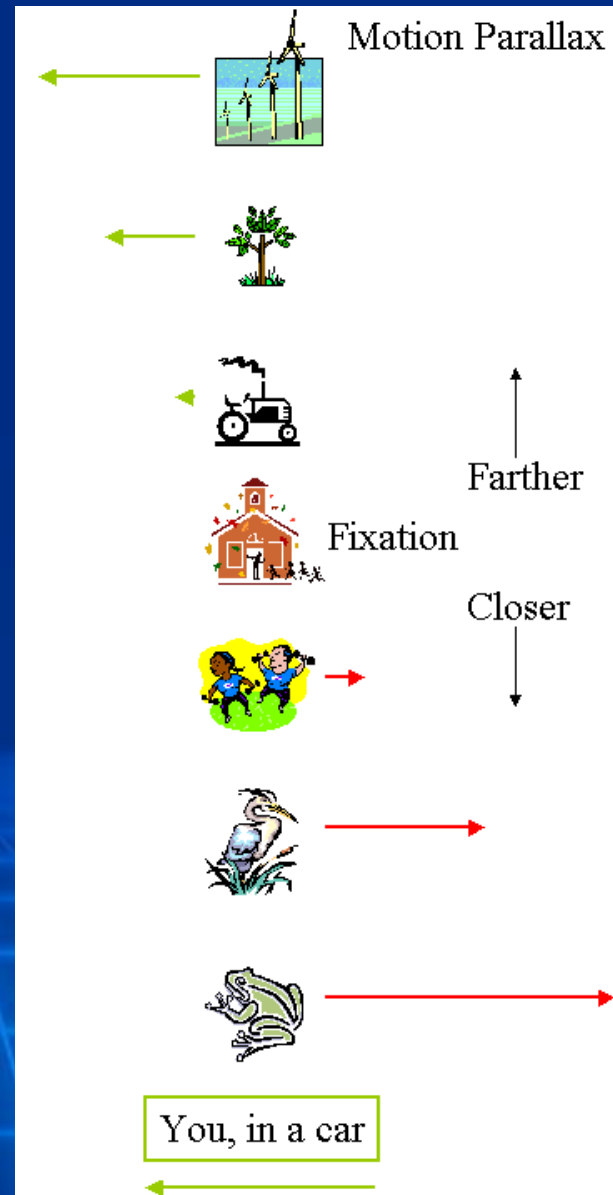 Motion Parallax
Farther
Fixation
Closer
You, in a car